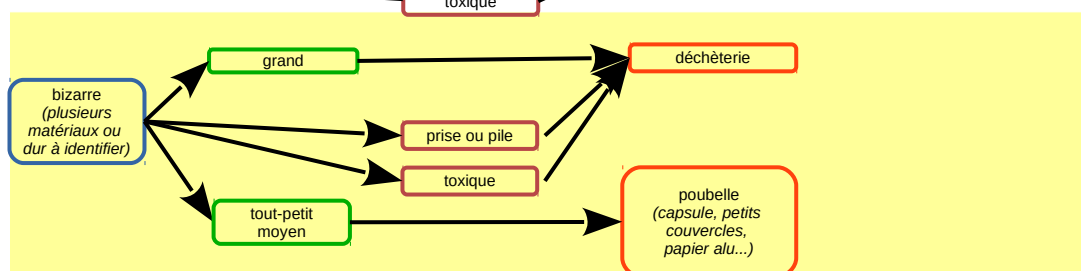 toxique
grand
déchèterie
bizarre
(plusieurs
matériaux ou
dur à identifier)
prise ou pile
toxique
tout-petit
moyen
poubelle
(capsule, petits
couvercles,
papier alu...)